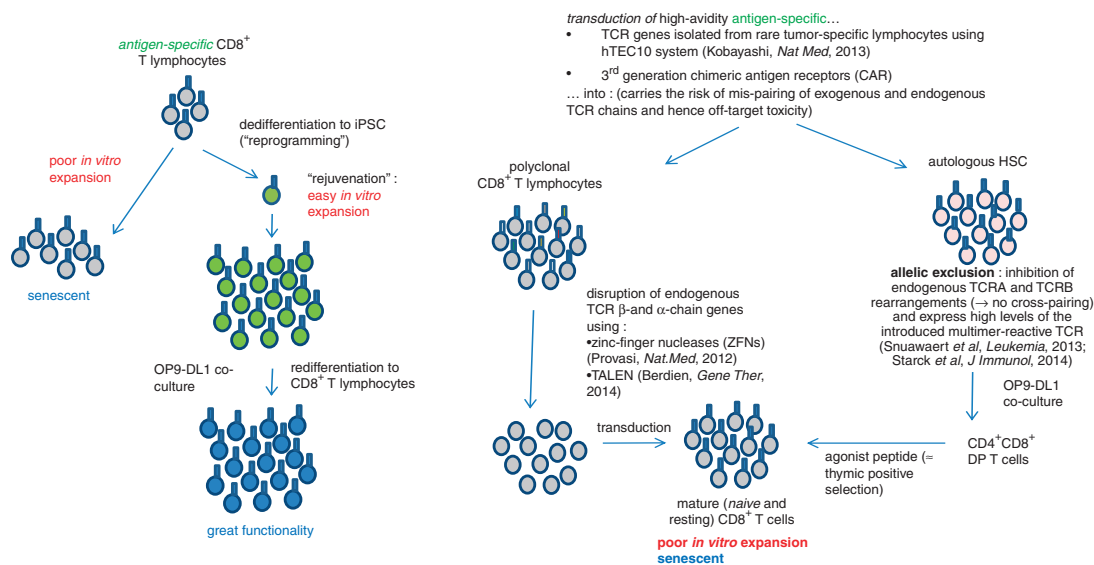 antigen-specific CD8+
T lymphocytes
dedifferentiation to iPSC
("reprogramming")
poor in vitro
expansion
"rejuvenation" :
easy in vitro
expansion
senescent
OP9-DL1 co-
culture
redifferentiation to
CD8+ T lymphocytes
great functionality
transduction of high-avidity antigen-specific…
• TCR genes isolated from rare tumor-specific lymphocytes using
hTEC10 system (Kobayashi, Nat Med, 2013)
• 3rd generation chimeric antigen receptors (CAR)
… into : (carries the risk of mis-pairing of exogenous and endogenous
TCR chains and hence off-target toxicity)
polyclonal
CD8+ T lymphocytes
autologous HSC
disruption of endogenous
TCR β-and α-chain genes
using :
•zinc-finger nucleases (ZFNs)
(Provasi, Nat.Med, 2012)
•TALEN (Berdien, Gene Ther,
2014)
allelic exclusion : inhibition of
endogenous TCRA and TCRB
rearrangements (→ no cross-pairing)
and express high levels of the
introduced multimer-reactive TCR
(Snuawaert et al, Leukemia, 2013;
Starck et al, J Immunol, 2014)
OP9-DL1
co-culture
transduction
CD4+CD8+
DP T cells
agonist peptide (=
thymic positive
selection)
mature (naive and
resting) CD8+ T cells
poor in vitro expansion
senescent